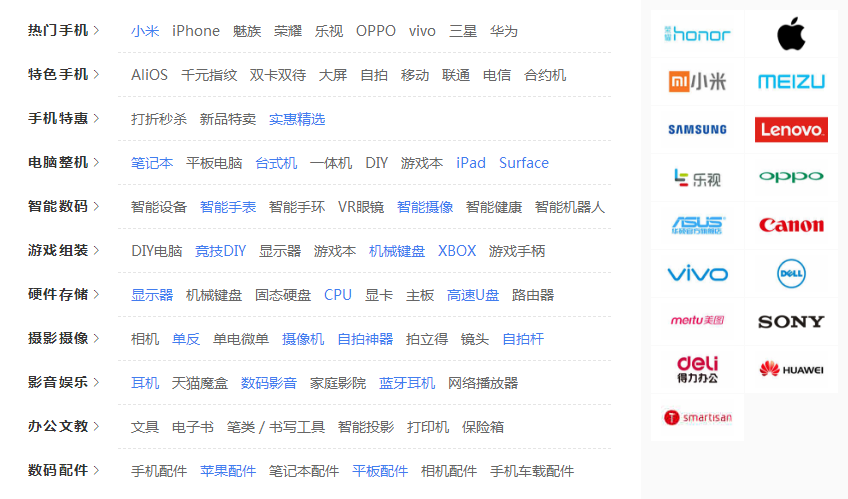 热门手机 > 小米 iPhone 魅族 荣耀 乐视 OPPO vivo 三星 华为
特色手机 > AliOS 千元指纹 双卡双待 大屏 自拍 移动 联通 电信 合约机
手机特惠 > 打折秒杀 新品特卖 实惠精选
电脑整机 > 笔记本 平板电脑 台式机 一体机 DIY 游戏本 iPad Surface
智能数码 > 智能设备 智能手表 智能手环 VR眼镜 智能摄像 智能健康 智能机器人
游戏组装 > DIY电脑 竞技DIY 显示器 游戏本 机械键盘 XBOX 游戏手柄
硬件存储 > 显示器 机械键盘 固态硬盘 CPU 显卡 主板 高速U盘 路由器
摄影摄像 > 相机 单反 单电微单 摄像机 自拍神器 拍立得 镜头 自拍杆
影音娱乐 > 耳机 天猫魔盒 数码影音 家庭影院 蓝牙耳机 网络播放器
办公文教 > 文具 电子书 笔类 / 书写工具 智能投影 打印机 保险箱
数码配件 > 手机配件 苹果配件 笔记本配件 平板配件 相机配件 手机车载配件
荣耀 honor
mi 小米 MEIZU
SAMSUNG Lenovo.
乐视 oppo
ASUS Canon
华硕官方旗舰店
vivo DELL
meitu 美图 SONY
deli HUAWEI
得力办公
T smartisan